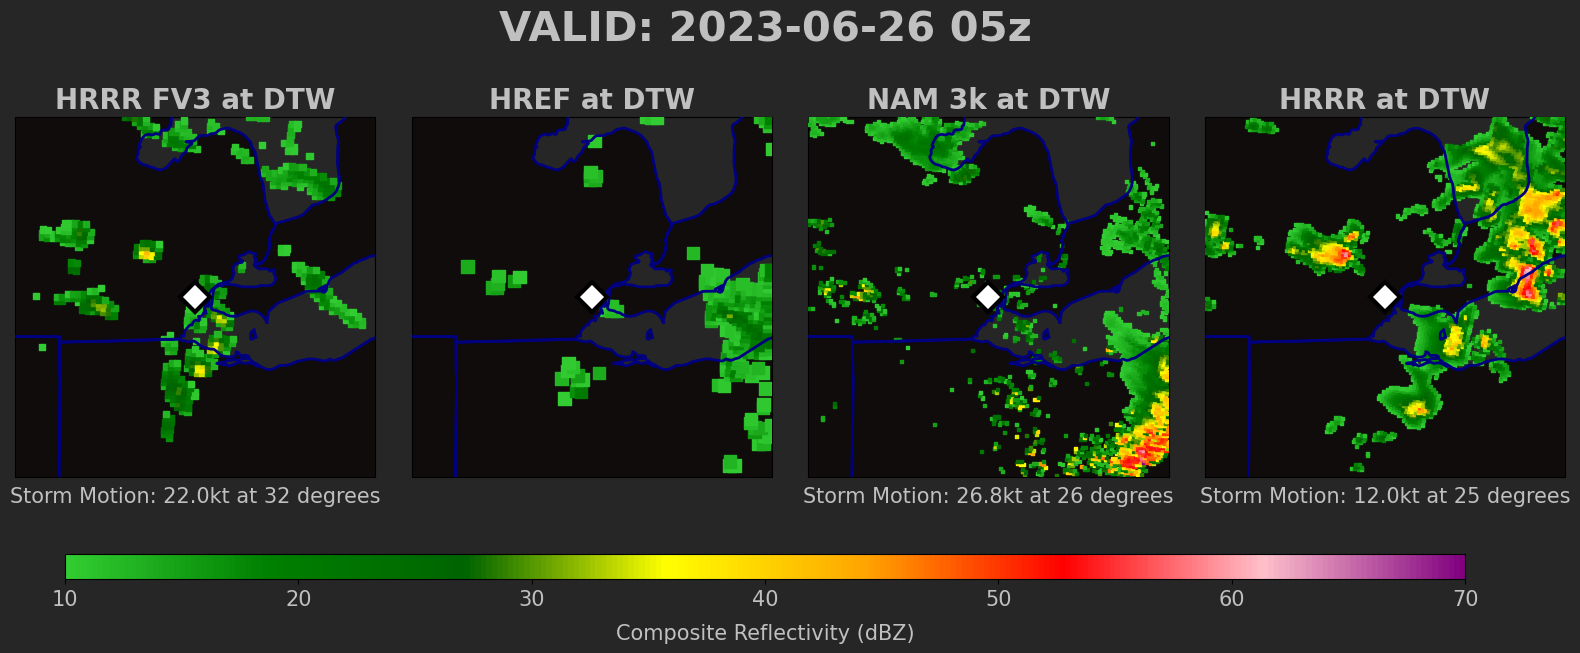 VALID: 2023-06-26 05z
HRRR FV3 at DTW
HREF at DTW
NAM 3k at DTW
HRRR at DTW
Storm Motion: 22.0kt at 32 degrees
Storm Motion: 26.8kt at 26 degrees
Storm Motion: 12.0kt at 25 degrees
10 20 30 40 50 60 70
Composite Reflectivity (dBZ)